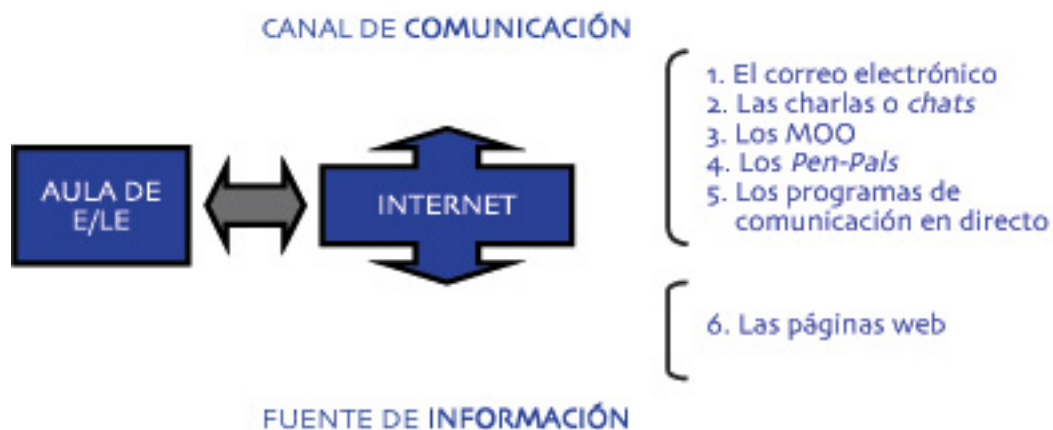 CANAL DE COMUNICACIÓN
1. El correo electrónico
2. Las charlas o chats
3. Los MOO
4. Los Pen-Pals
5. Los programas de
comunicación en directo
AULA DE
E/LE
INTERNET
6. Las páginas web
FUENTE DE INFORMACIÓN